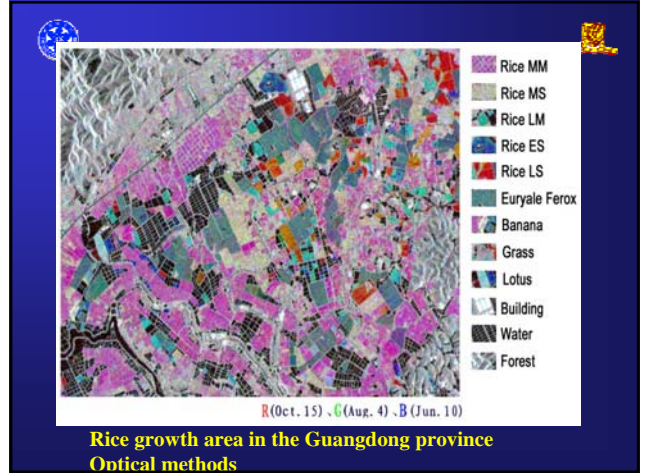 Rice MM
Rice MS
Rice LM
Rice ES
Rice LS
Euryale Ferox
Banana
Grass
Lotus
Building
Water
Forest
R(Oct. 15) 、G(Aug. 4) 、B(Jun. 10)
Rice growth area in the Guangdong province
Optical methods